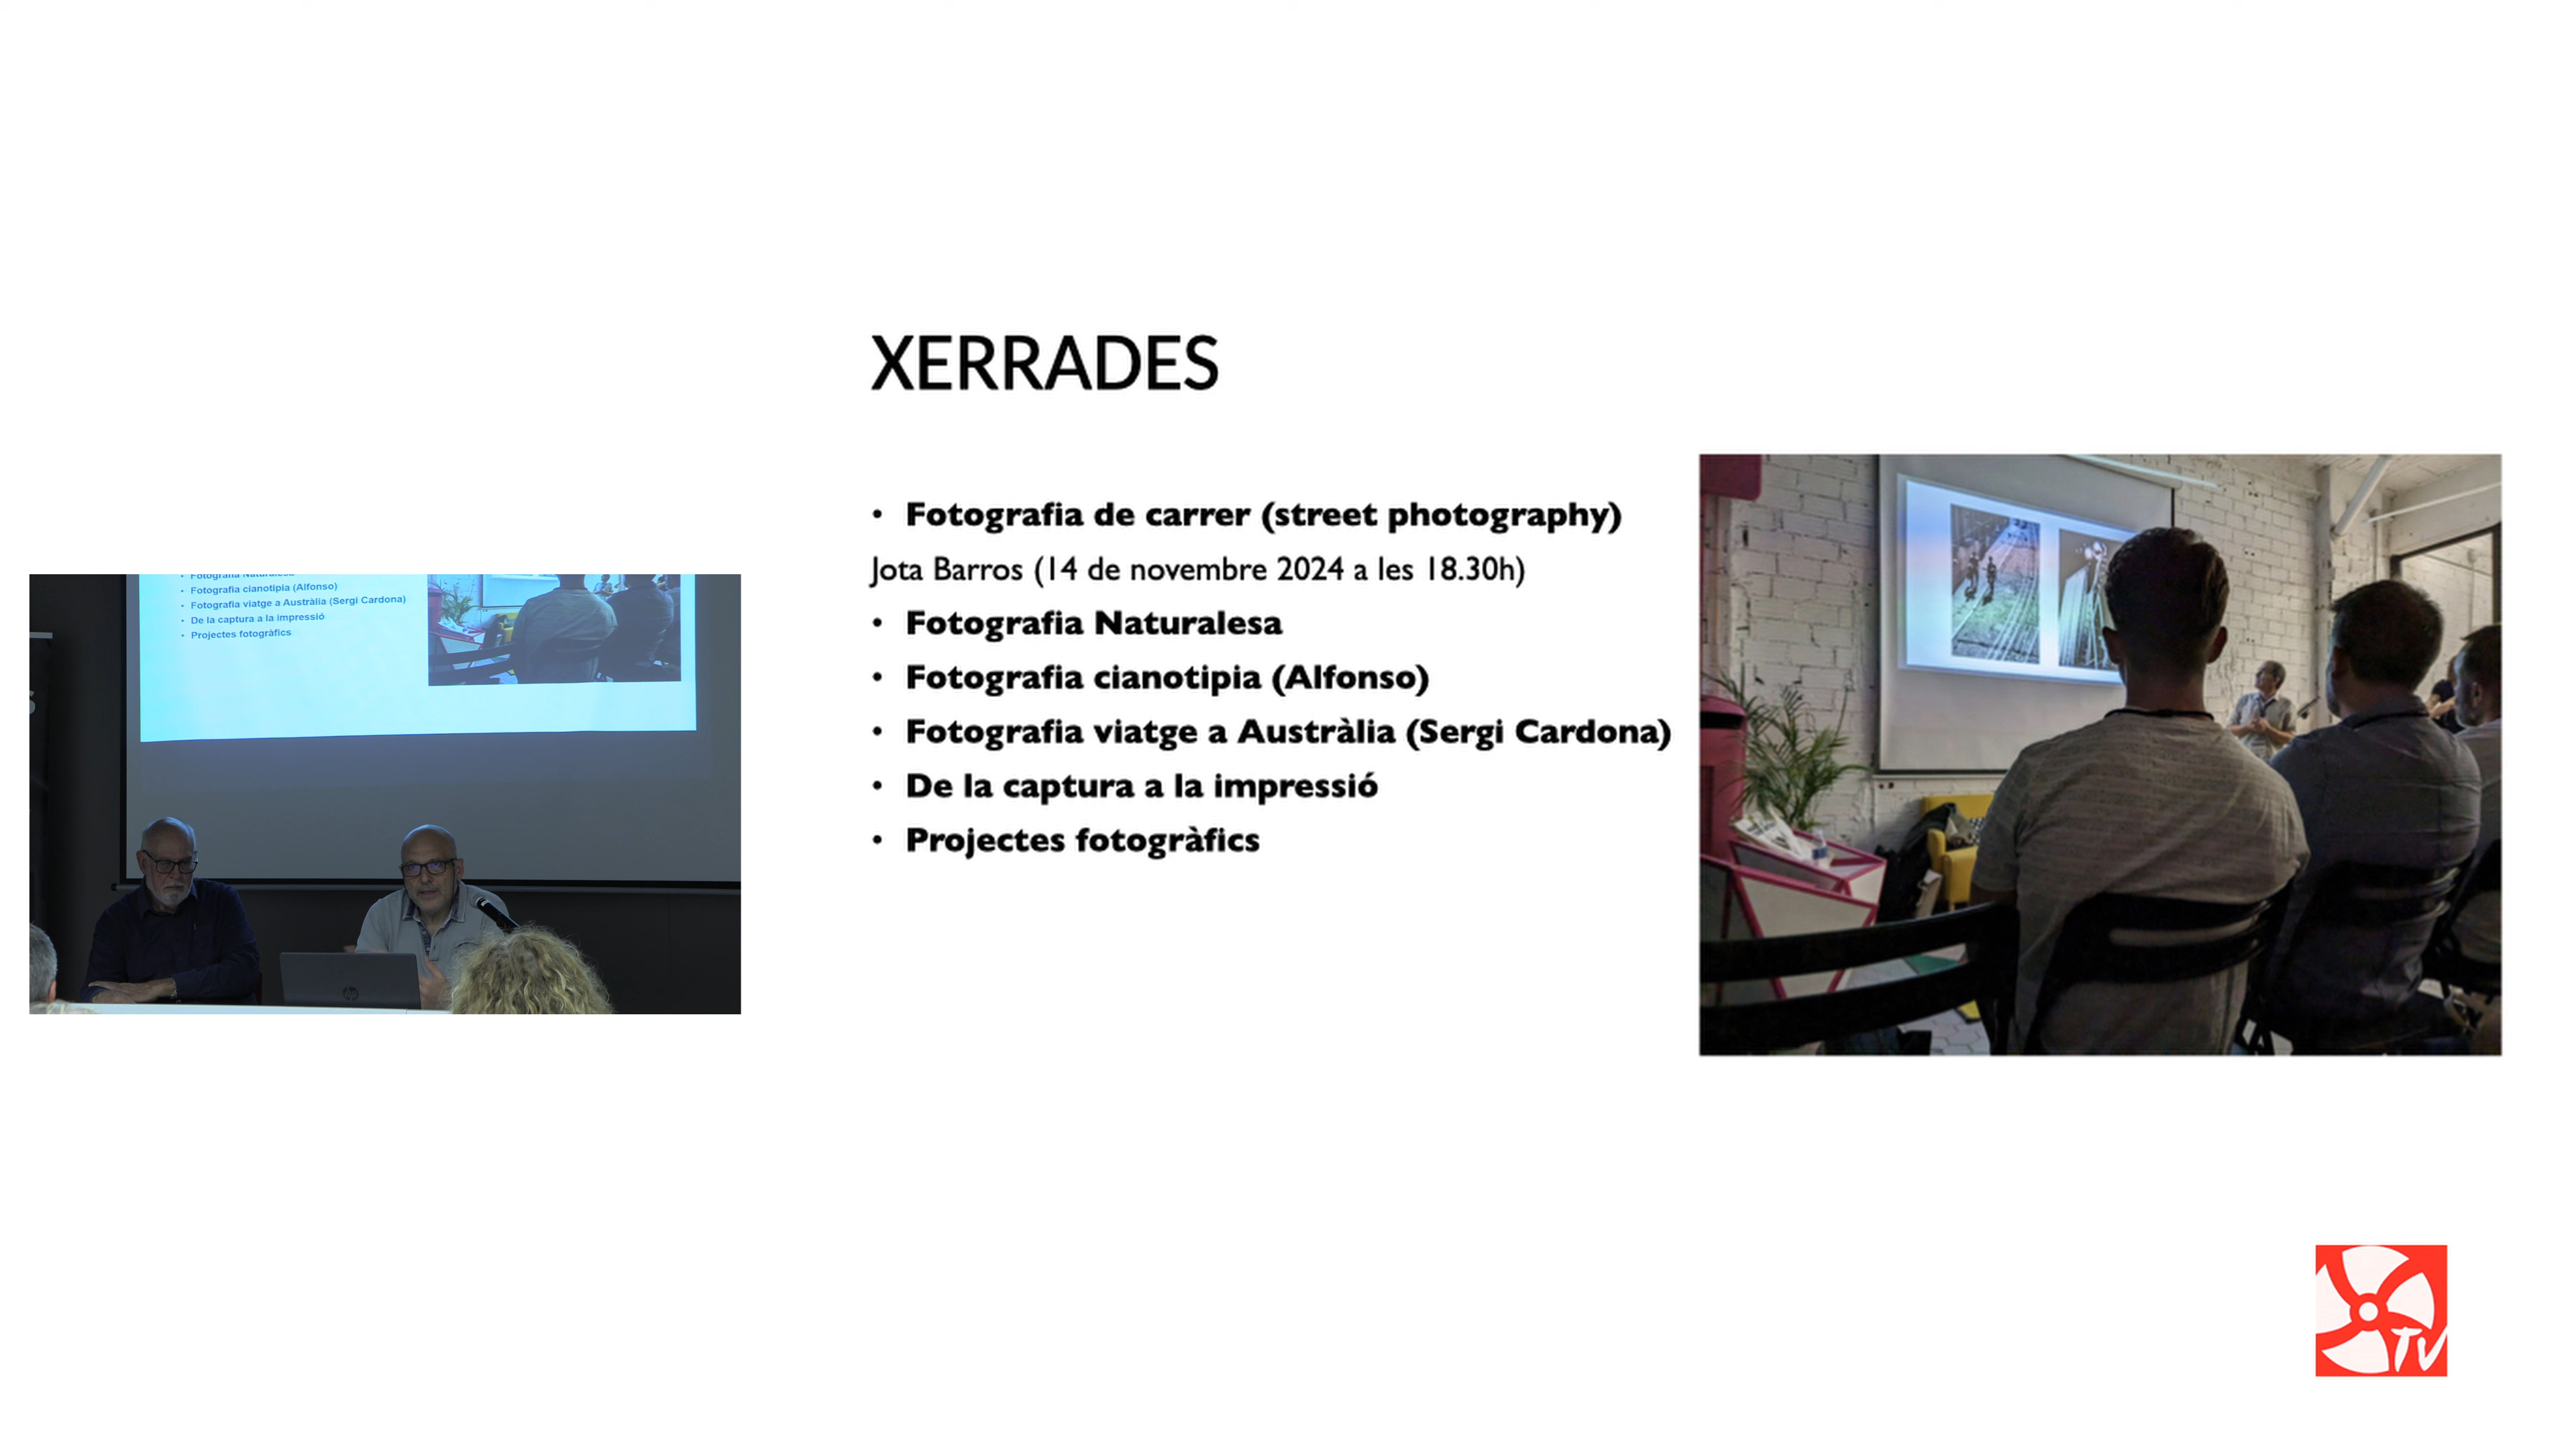 XERRADES
• Fotografia de carrer (street photography)
Jota Barros (14 de novembre 2024 a les 18.30h)
• Fotografia Naturalesa
• Fotografia cianotipia (Alfonso)
• Fotografia viatge a Austràlia (Sergi Cardona)
• De la captura a la impressió
• Projectes fotogràfics
• Fotografia Naturalesa
• Fotografia cianotipia (Alfonso)
• Fotografia viatge a Austràlia (Sergi Cardona)
• De la captura a la impressió
• Projectes fotogràfics
hp
TV